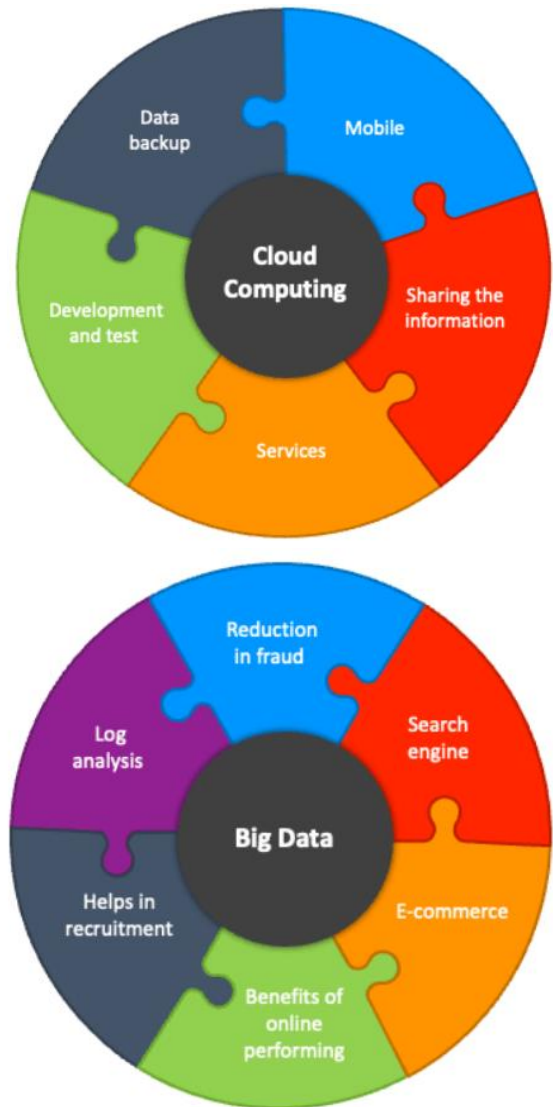 Data
backup
Mobile
Cloud
Computing
Development
and test
Sharing the
information
Services
Reduction
in fraud
Log
analysis
Search
engine
Big Data
Helps in
recruitment
E-commerce
Benefits of
online
performing